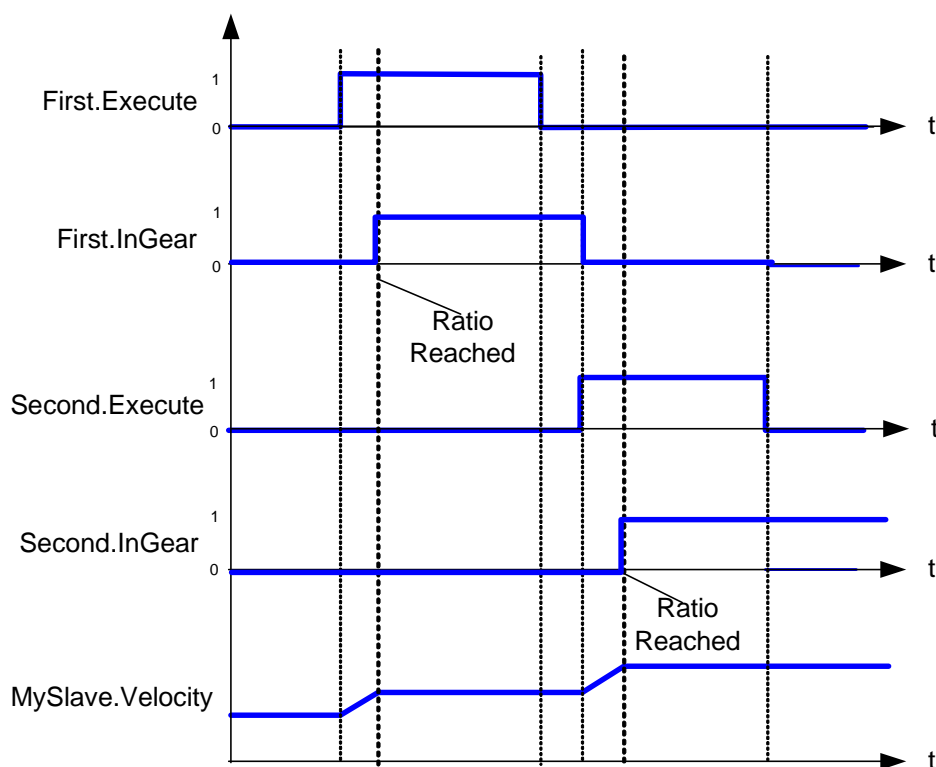 1
First.Execute
0
t
1
First.InGear
0
t
Ratio
Reached
1
Second.Execute
0
t
1
Second.InGear
0
t
Ratio
Reached
MySlave.Velocity
t